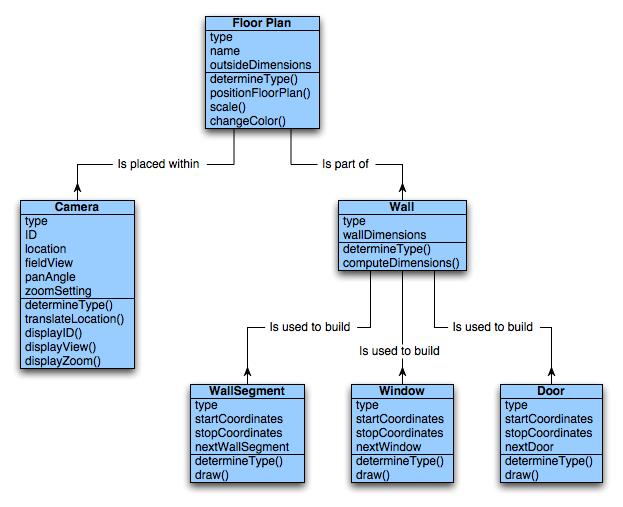 Floor Plan
type
name
outsideDimensions
determineType()
positionFloorPlan()
scale()
changeColor()
Is placed within
Is part of
Camera
type
ID
location
fieldView
panAngle
zoomSetting
determineType()
translateLocation()
displayID()
displayView()
displayZoom()
Wall
type
wallDimensions
determineType()
computeDimensions()
Is used to build
Is used to build
Is used to build
WallSegment
type
startCoordinates
stopCoordinates
nextWallSegment
determineType()
draw()
Window
type
startCoordinates
stopCoordinates
nextWindow
determineType()
draw()
Door
type
startCoordinates
stopCoordinates
nextDoor
determineType()
draw()